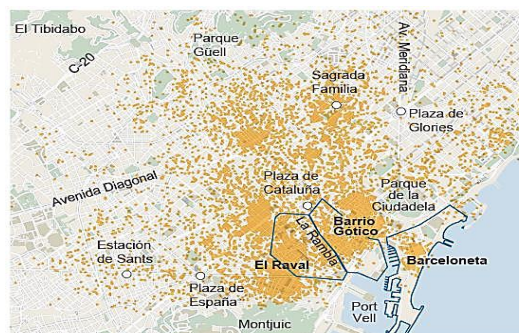 El Tibidabo
Parque
Güell
C-20
Av. Meridiana
Sagrada
Familia
Plaza de
Glories
Avenida Diagonal
Plaza de
Cataluña
Parque
de la
Ciudadela
La Rambla
Barrio
Gótico
Estación
de Sants
El Raval
Barceloneta
Plaza de
España
Port
Vell
Montjuic